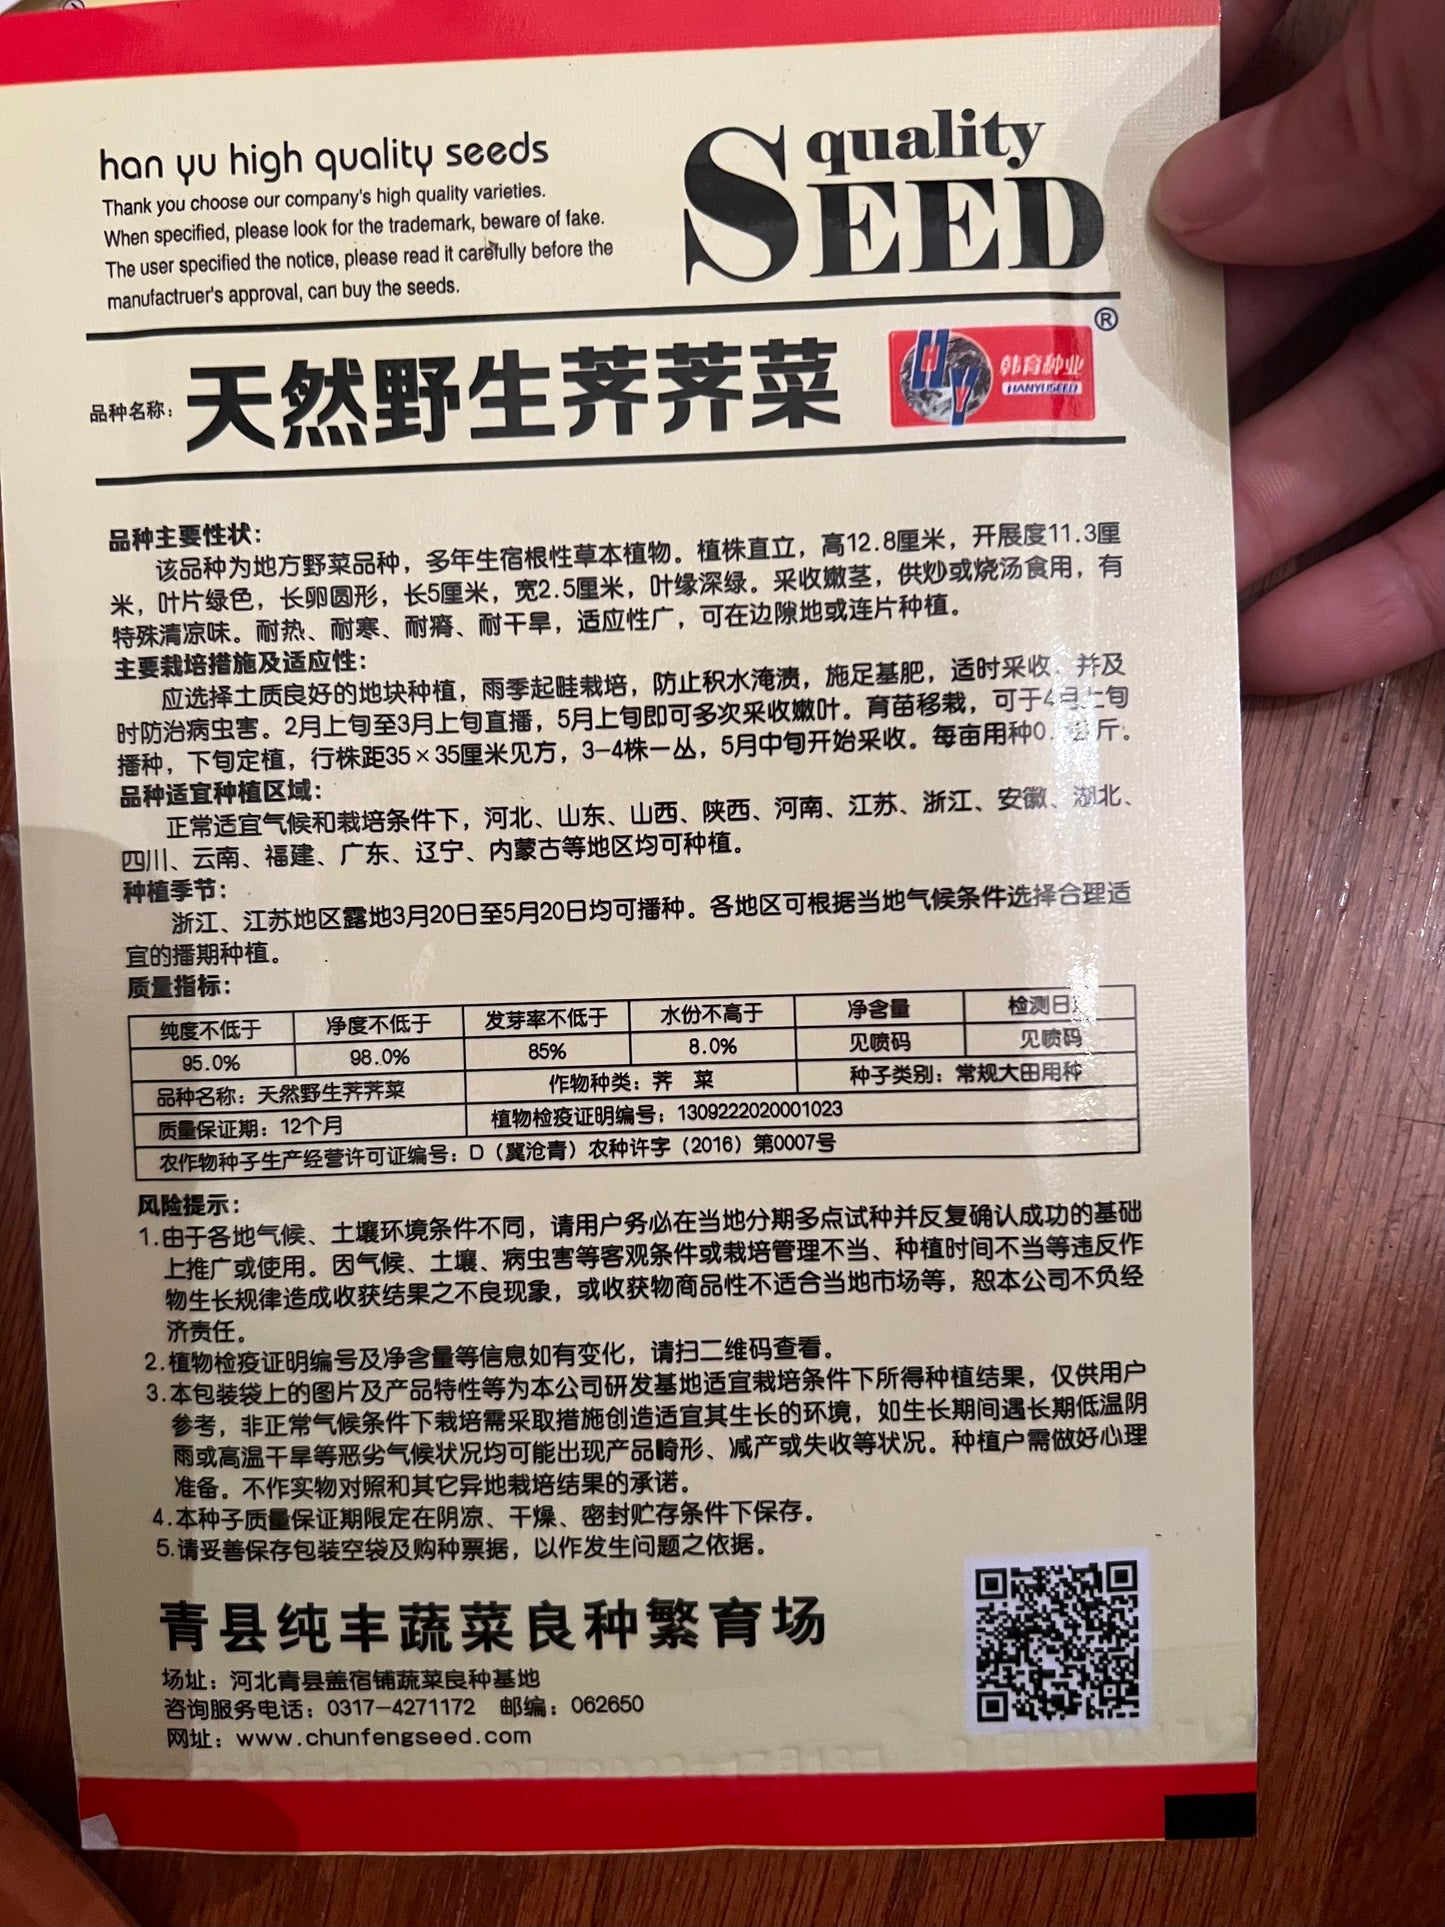 han yu high quality seeds
Thank you choose our company's high quality varieties.
When specified, please look for the trademark, beware of fake.
The user specified the notice, please read it carefully before the
manufactruer's approval, can buy the seeds.
quality
SEED
品种名称：天然野生荠荠菜
HY
韩育种业
HANYUSEED
®
品种主要性状：
该品种为地方野菜品种，多年生宿根性草本植物。植株直立，高12.8厘米，开展度11.3厘
米，叶片绿色，长卵圆形，长5厘米，宽2.5厘米，叶缘深绿。采收嫩茎，供炒或烧汤食用，有
特殊清凉味。耐热、耐寒、耐瘠、耐干旱，适应性广，可在边隙地或连片种植。
主要栽培措施及适应性：
应选择土质良好的地块种植，雨季起畦栽培，防止积水淹渍，施足基肥，适时采收 并及
时防治病虫害。2月上旬至3月上旬直播，5月上旬即可多次采收嫩叶。育苗移栽，可于4月上旬
播种，下旬定植，行株距35×35厘米见方，3-4株一丛，5月中旬开始采收。每亩用种0. 公斤。
品种适宜种植区域：
正常适宜气候和栽培条件下，河北、山东、山西、陕西、河南、江苏、浙江、安徽、湖北、
四川、云南、福建、广东、辽宁、内蒙古等地区均可种植。
种植季节：
浙江、江苏地区露地3月20日至5月20日均可播种。各地区可根据当地气候条件选择合理适
宜的播期种植。
质量指标：
纯度不低于 净度不低于 发芽率不低于 水份不高于 净含量 检测日
95.0% 98.0% 85% 8.0% 见喷码 见喷码
品种名称：天然野生荠荠菜 作物种类：荠 菜 种子类别：常规大田用种
质量保证期：12个月 植物检疫证明编号：1309222020001023
农作物种子生产经营许可证编号：D（冀沧青）农种许字（2016）第0007号
风险提示：
1.由于各地气候、土壤环境条件不同，请用户务必在当地分期多点试种并反复确认成功的基础
上推广或使用。因气候、土壤、病虫害等客观条件或栽培管理不当、种植时间不当等违反作
物生长规律造成收获结果之不良现象，或收获物商品性不适合当地市场等，恕本公司不负经
济责任。
2.植物检疫证明编号及净含量等信息如有变化，请扫二维码查看。
3.本包装袋上的图片及产品特性等为本公司研发基地适宜栽培条件下所得种植结果，仅供用户
参考，非正常气候条件下栽培需采取措施创造适宜其生长的环境，如生长期间遇长期低温阴
雨或高温干旱等恶劣气候状况均可能出现产品畸形、减产或失收等状况。种植户需做好心理
准备。不作实物对照和其它异地栽培结果的承诺。
4.本种子质量保证期限定在阴凉、干燥、密封贮存条件下保存。
5.请妥善保存包装空袋及购种票据，以作发生问题之依据。
青县纯丰蔬菜良种繁育场
场址：河北青县盖宿铺蔬菜良种基地
咨询服务电话：0317-4271172 邮编：062650
网址：www.chunfengseed.com